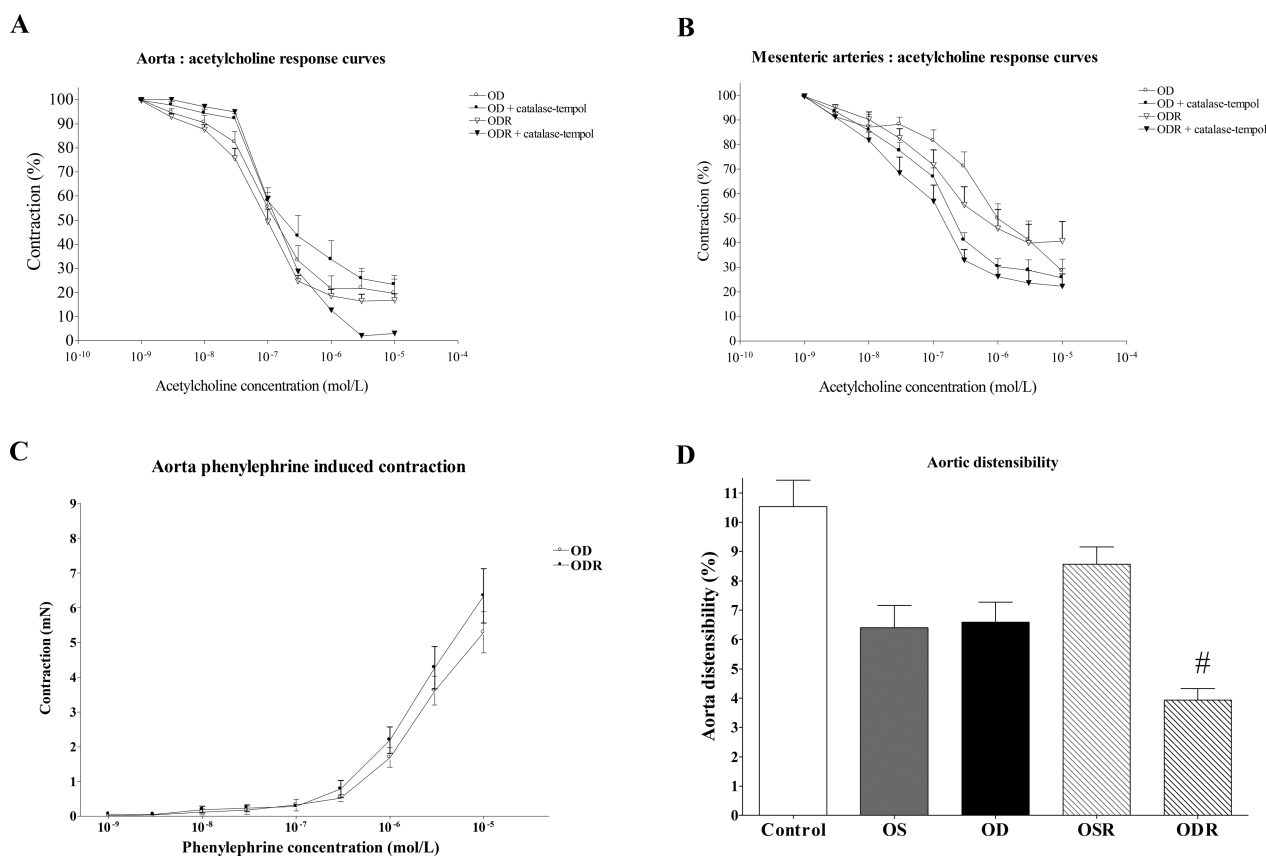 A
Aorta : acetylcholine response curves
Contraction (%)
100
90
80
70
60
50
40
30
20
10
0
10-10
10-9
10-8
10-7
10-6
10-5
10-4
Acetylcholine concentration (mol/L)
OD
OD + catalase-tempol
ODR
ODR + catalase-tempol
B
Mesenteric arteries : acetylcholine response curves
Contraction (%)
100
90
80
70
60
50
40
30
20
10
0
10-10
10-9
10-8
10-7
10-6
10-5
10-4
Acetylcholine concentration (mol/L)
OD
OD + catalase-tempol
ODR
ODR + catalase-tempol
C
Aorta phenylephrine induced contraction
Contraction (mN)
9
8
7
6
5
4
3
2
1
0
10-9
10-8
10-7
10-6
10-5
Phenylephrine concentration (mol/L)
OD
ODR
D
Aortic distensibility
Aorta distensibility (%)
11
10
9
8
7
6
5
4
3
2
1
0
#
Control
OS
OD
OSR
ODR